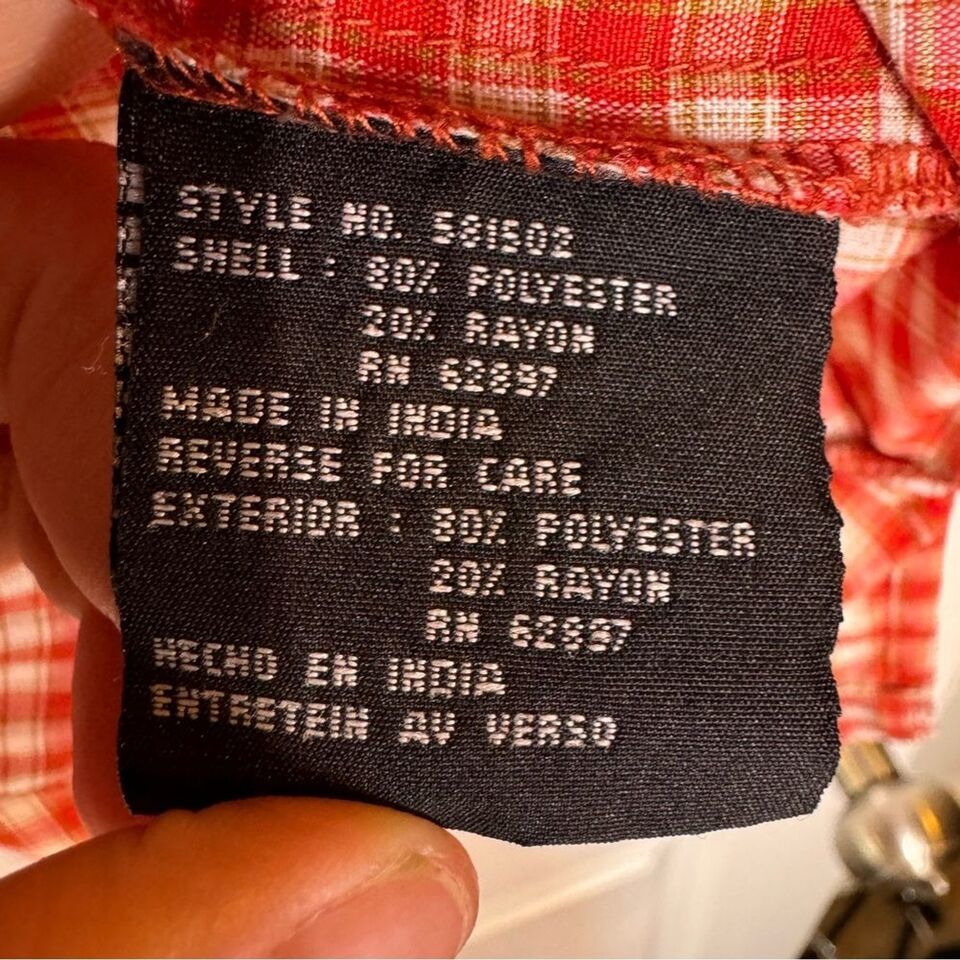 STYLE NO. 581502
SHELL : 80% POLYESTER
20% RAYON
RN 62897
MADE IN INDIA
REVERSE FOR CARE
EXTERIOR : 80% POLYESTER
20% RAYON
RN 62897
HECHO EN INDIA
ENTRETEIN AV VERSO